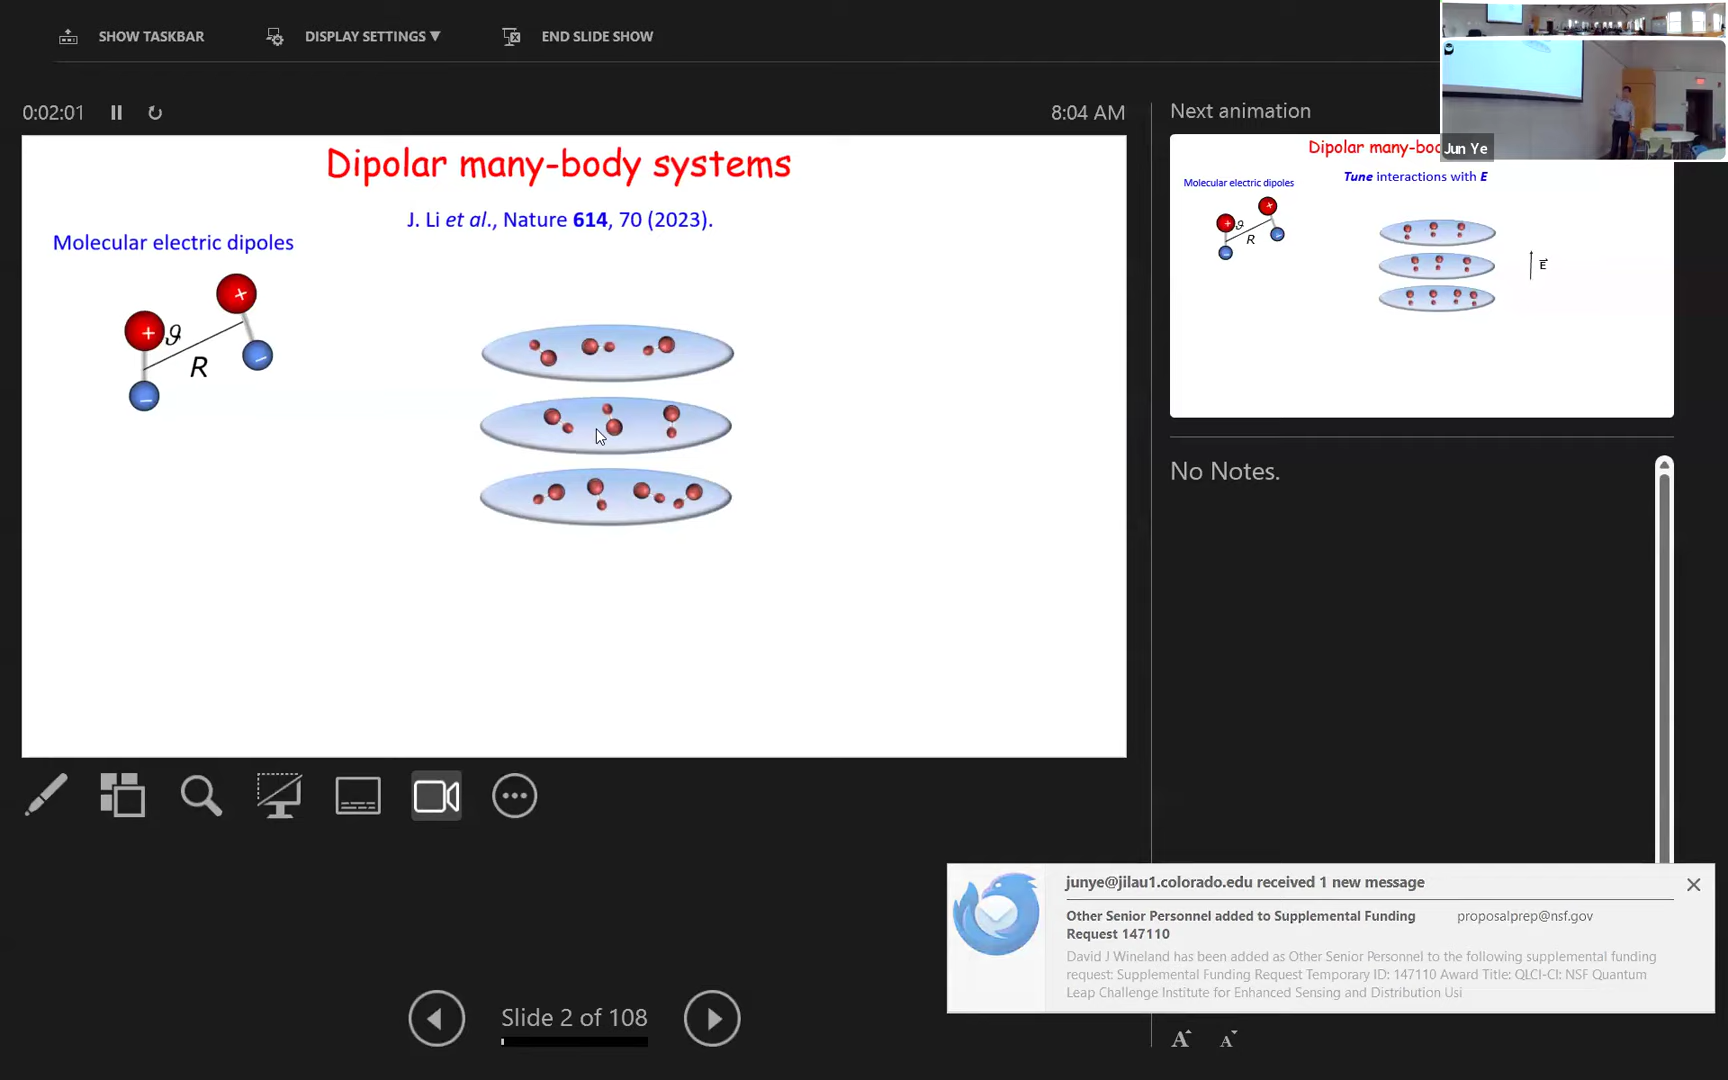 SHOW TASKBAR
DISPLAY SETTINGS ▼
END SLIDE SHOW
0:02:01
8:04 AM
Dipolar many-body systems
J. Li et al., Nature 614, 70 (2023).
Molecular electric dipoles
+
+
ϑ
R
−
−
Next animation
Jun Ye
Dipolar many-bo
Tune interactions with E
Molecular electric dipoles
+
+
ϑ
R
−
−
E⃗
No Notes.
junye@jilau1.colorado.edu received 1 new message
Other Senior Personnel added to Supplemental Funding
Request 147110
proposalprep@nsf.gov
David J Wineland has been added as Other Senior Personnel to the following supplemental funding
request: Supplemental Funding Request Temporary ID: 147110 Award Title: QLCI-CI: NSF Quantum
Leap Challenge Institute for Enhanced Sensing and Distribution Usi
Slide 2 of 108
A A